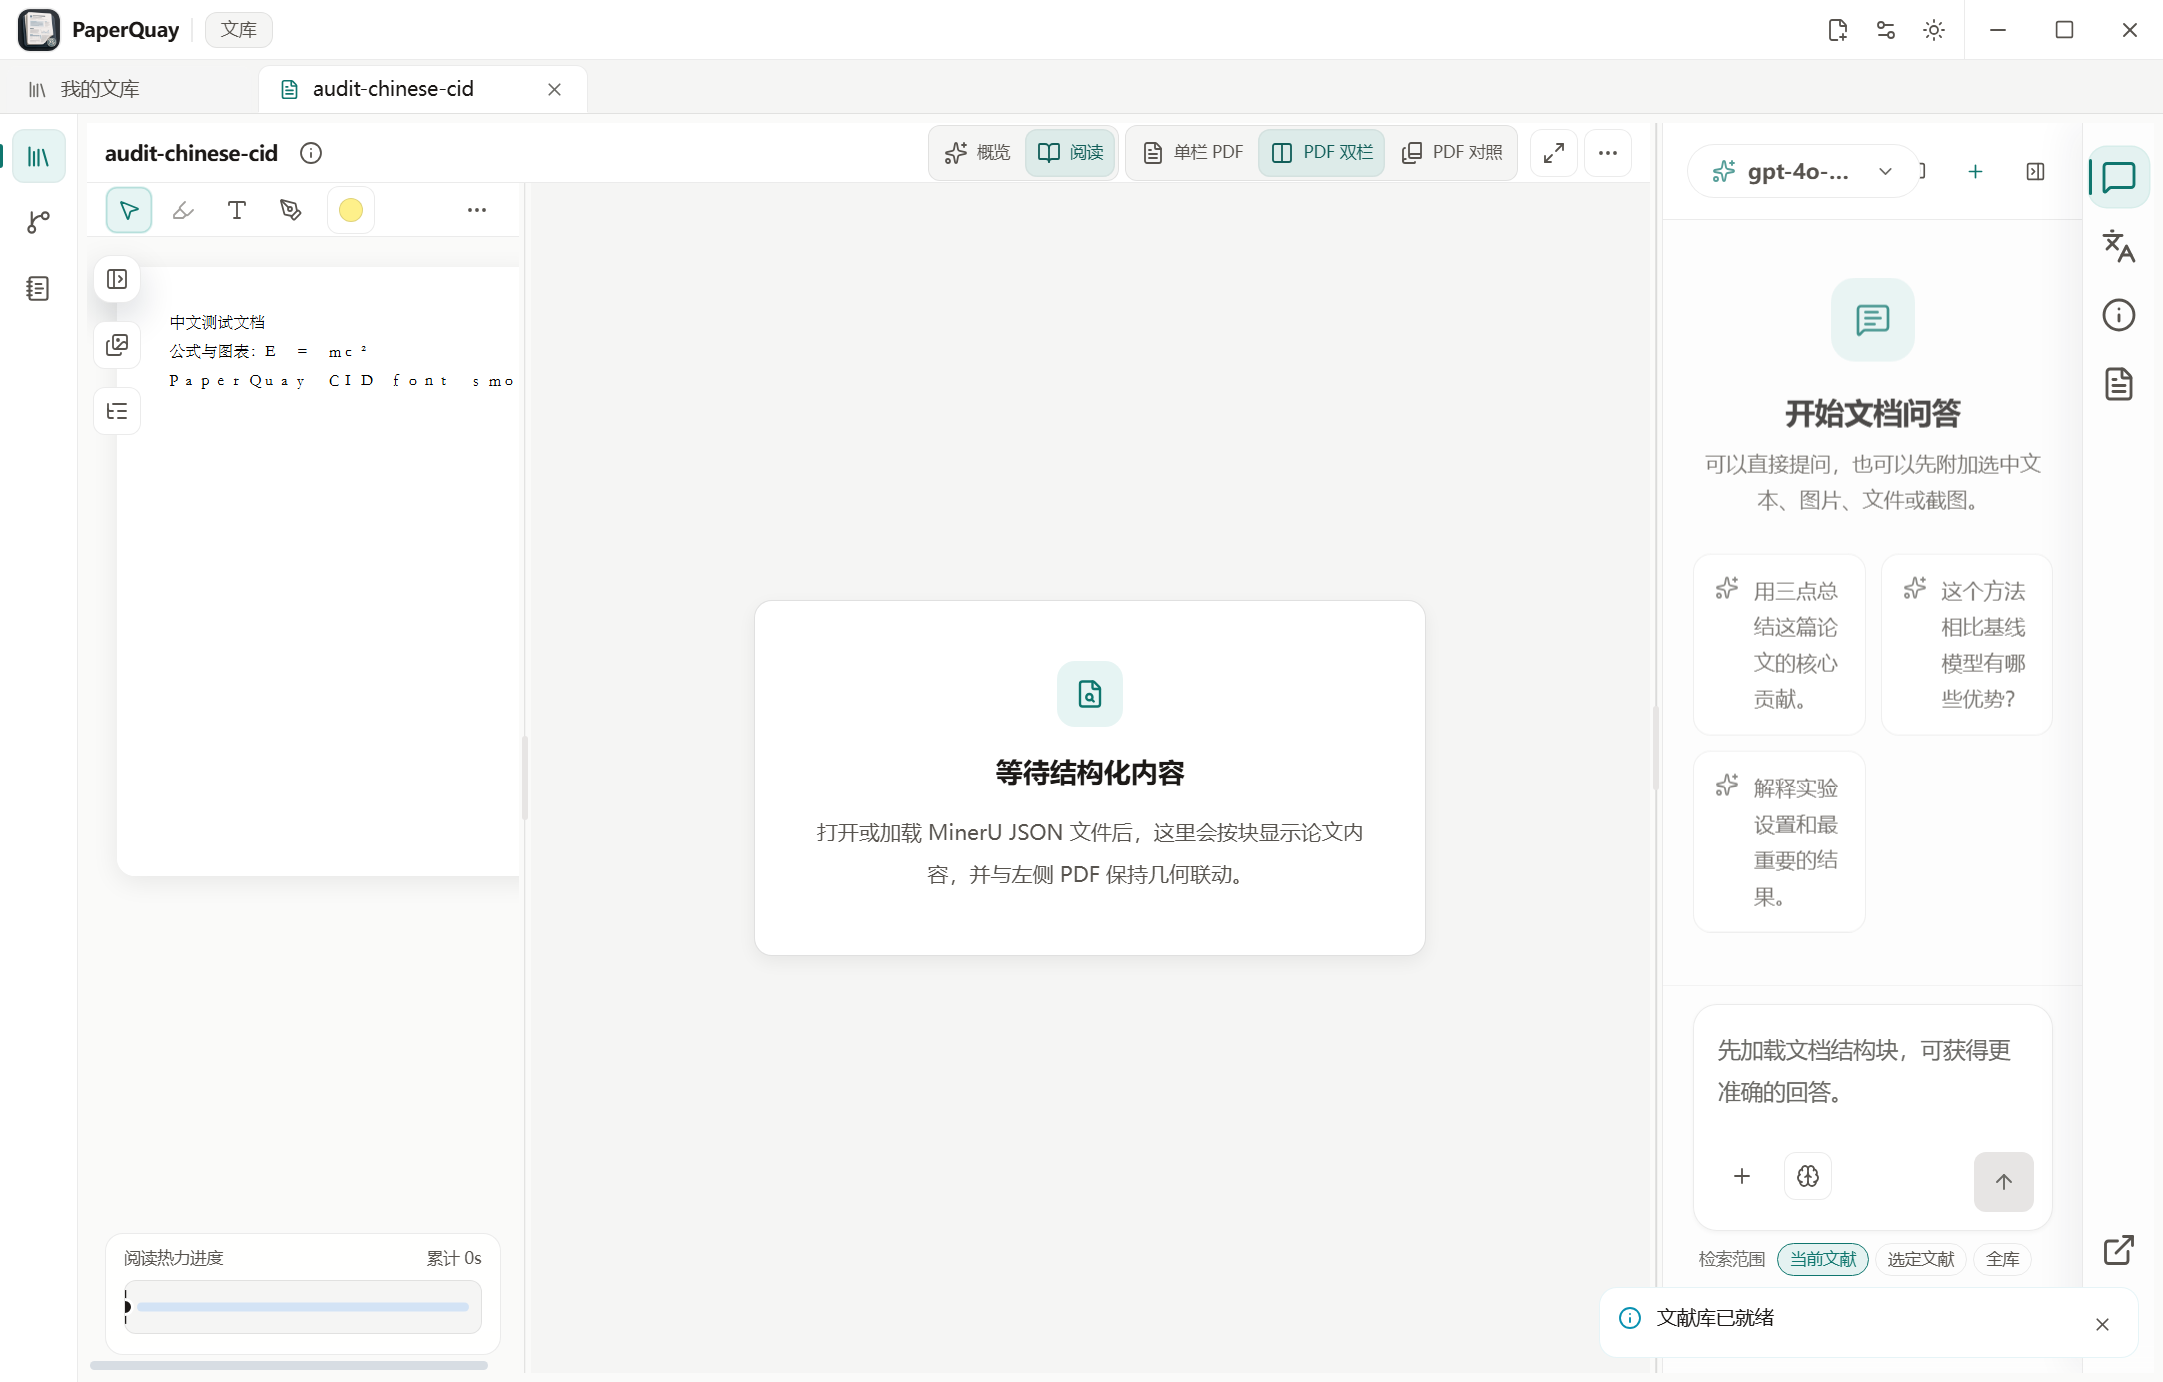 PaperQuay 文库
我的文库
audit-chinese-cid
audit-chinese-cid
概览 阅读 单栏 PDF PDF 双栏 PDF 对照
gpt-4o-...
中文测试文档
公式与图表：E = mc²
PaperQuay CID font smo
等待结构化内容
打开或加载 MinerU JSON 文件后，这里会按块显示论文内
容，并与左侧 PDF 保持几何联动。
阅读热力进度 累计 0s
开始文档问答
可以直接提问，也可以先附加选中文
本、图片、文件或截图。
用三点总
结这篇论
文的核心
贡献。
这个方法
相比基线
模型有哪
些优势？
解释实验
设置和最
重要的结
果。
先加载文档结构块，可获得更
准确的回答。
检索范围 当前文献 选定文献 全库
文献库已就绪